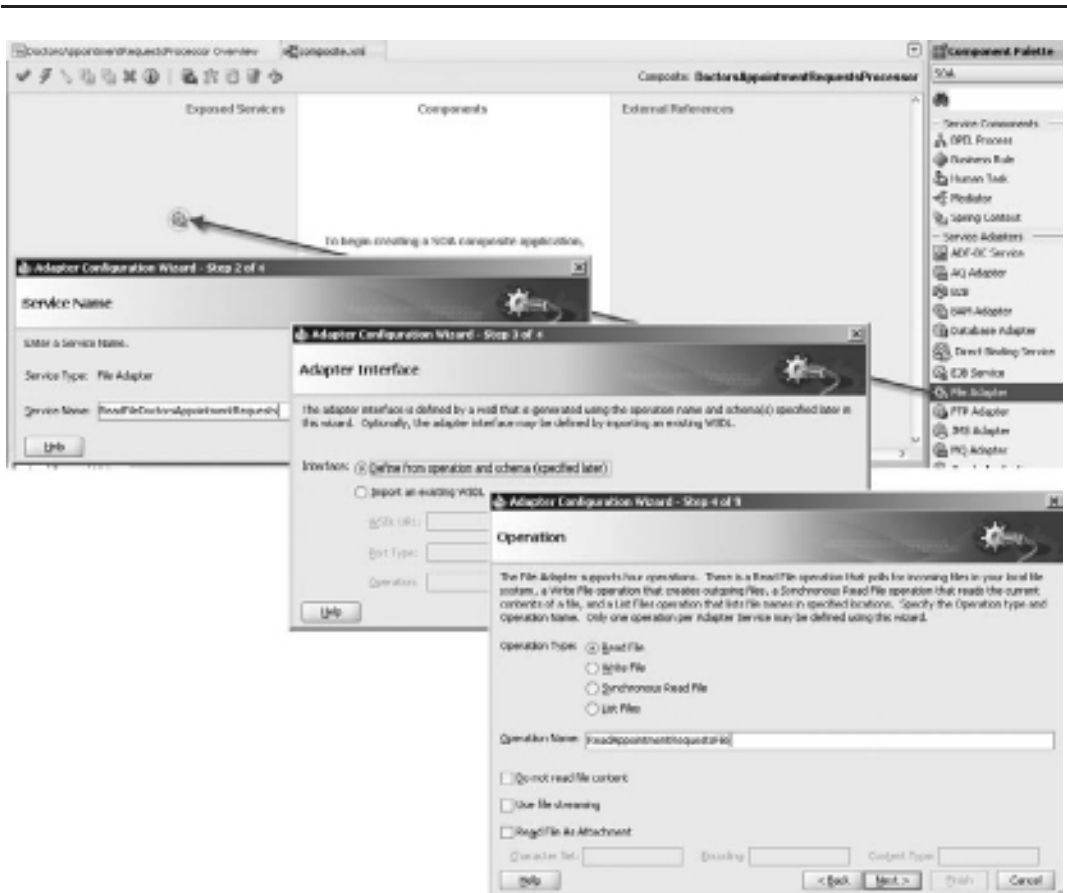 DoctorsAppointmentRequestsProcessor Overview
composite.xml
Composite: DoctorsAppointmentRequestsProcessor
Exposed Services
Components
External References
To begin creating a SOA composite application,
Component Palette
SOA
Service Components
BPEL Process
Business Rule
Human Task
Mediator
Spring Context
Service Adapters
ADF-BC Service
AQ Adapter
B2B
BAM Adapter
Database Adapter
Direct Binding Service
EJB Service
File Adapter
FTP Adapter
JMS Adapter
MQ Adapter
Adapter Configuration Wizard - Step 2 of 4
Service Name
Enter a Service Name.
Service Type: File Adapter
Service Name: ReadFileDoctorsAppointmentRequests
Help
Adapter Configuration Wizard - Step 3 of 4
Adapter Interface
The adapter interface is defined by a wsdl that is generated using the operation name and schema(s) specified later in
this wizard. Optionally, the adapter interface may be defined by importing an existing WSDL.
Interface: Define from operation and schema (specified later)
Import an existing WSDL
WSDL URL:
Port Type:
Operation:
Help
Adapter Configuration Wizard - Step 4 of 9
Operation
The File Adapter supports four operations. There is a Read File operation that polls for incoming files in your local file
system, a Write File operation that creates outgoing files, a Synchronous Read File operation that reads the current
contents of a file, and a List Files operation that lists file names in specified locations. Specify the Operation type and
Operation Name. Only one operation per Adapter Service may be defined using this wizard.
Operation Type: Read File
Write File
Synchronous Read File
List Files
Operation Name: ReadAppointmentRequestsFile
Do not read file content
Use file streaming
Read File As Attachment
Character Set: Encoding Content Type:
Help < Back Next > Finish Cancel